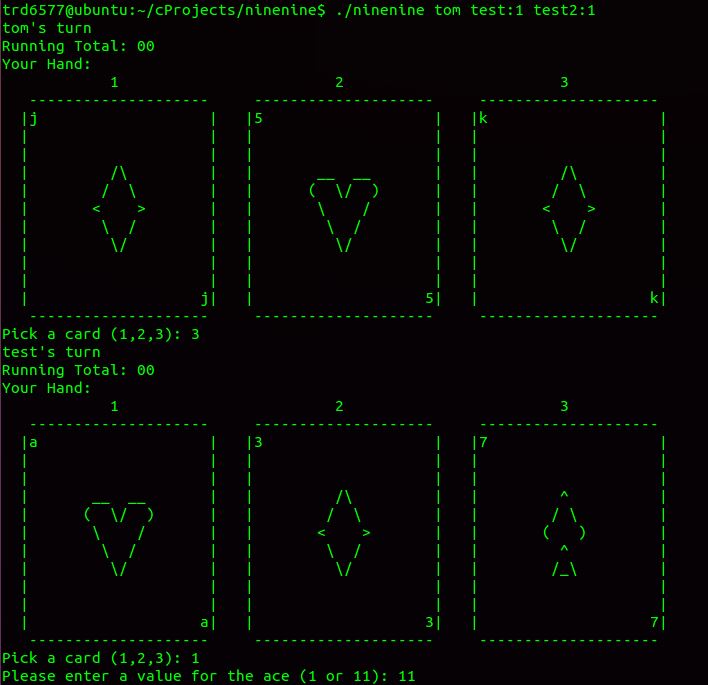 trd6577@ubuntu:~/cProjects/ninenine$ ./ninenine tom test:1 test2:1
tom's turn
Running Total: 00
Your Hand:
1 2 3
j 5 k
j 5 k
Pick a card (1,2,3): 3
test's turn
Running Total: 00
Your Hand:
1 2 3
a 3 7
a 3 7
Pick a card (1,2,3): 1
Please enter a value for the ace (1 or 11): 11